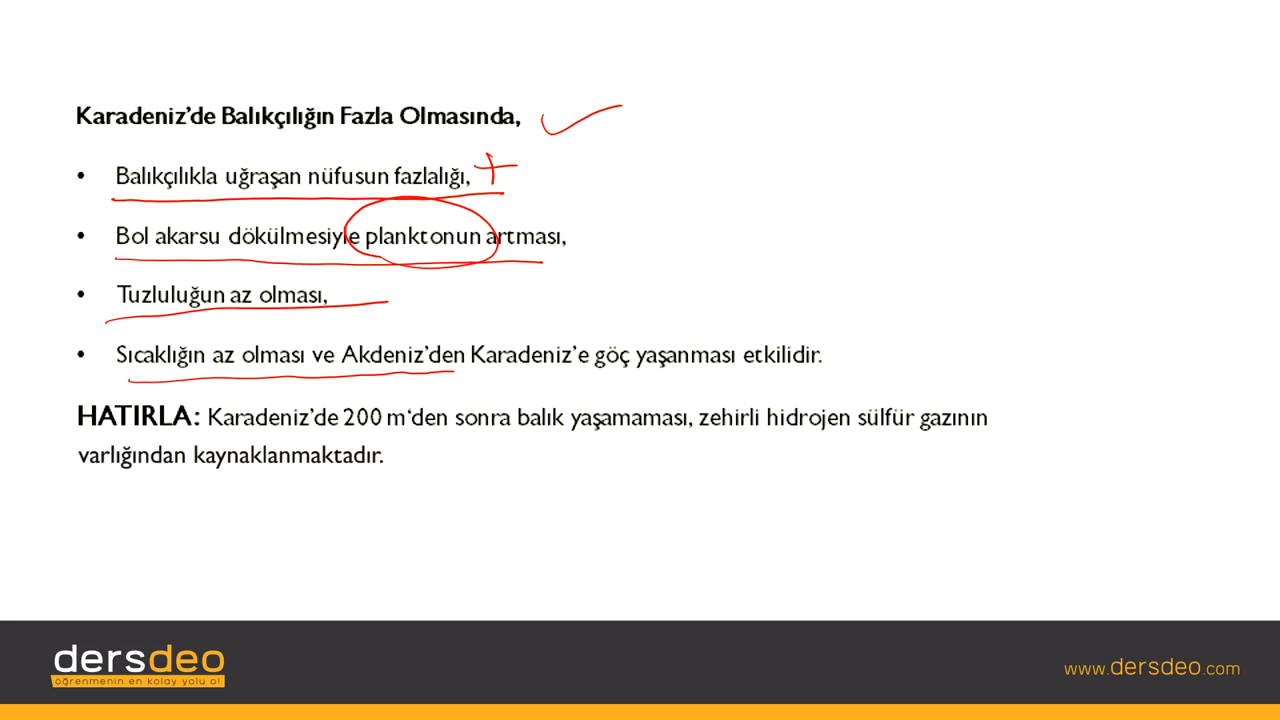 Karadeniz’de Balıkçılığın Fazla Olmasında,
• Balıkçılıkla uğraşan nüfusun fazlalığı,
• Bol akarsu dökülmesiyle planktonun artması,
• Tuzluluğun az olması,
• Sıcaklığın az olması ve Akdeniz’den Karadeniz’e göç yaşanması etkilidir.
HATIRLA: Karadeniz’de 200 m‘den sonra balık yaşamaması, zehirli hidrojen sülfür gazının
varlığından kaynaklanmaktadır.
dersdeo
öğrenmenin en kolay yolu o!
www.dersdeo.com